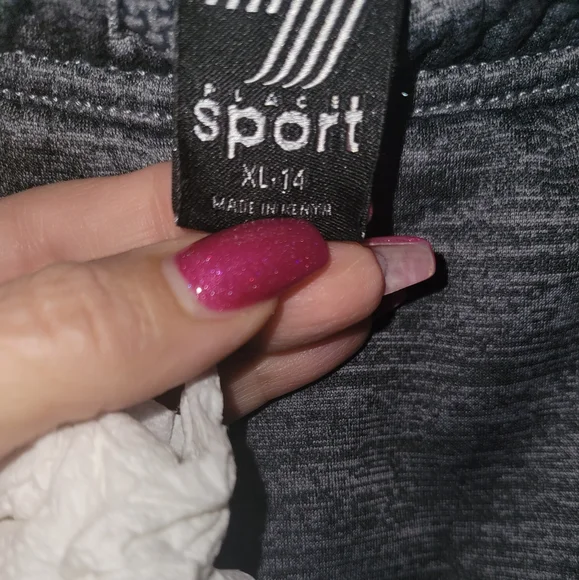 PLACE
Sport
XL·14
MADE IN KENYA